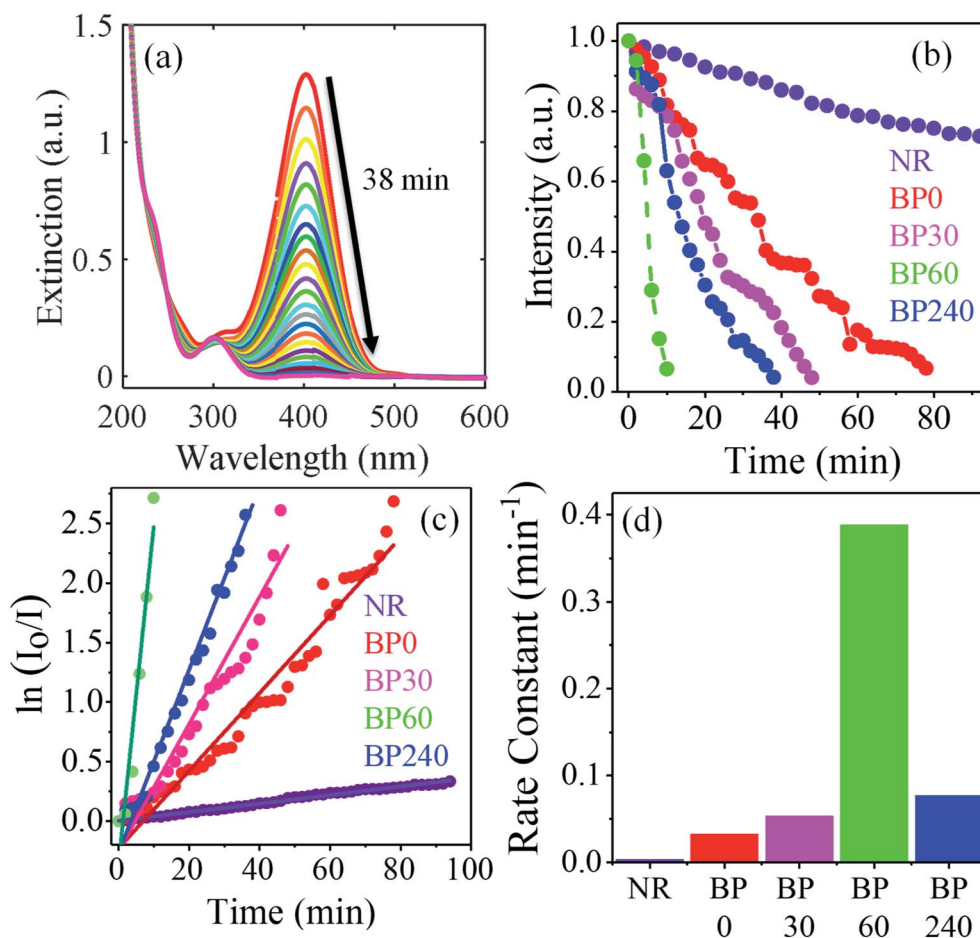 (a)
1.5
1
0.5
0
Extinction (a.u.)
38 min
200 300 400 500 600
Wavelength (nm)
(b)
1.0
0.8
0.6
0.4
0.2
0.0
Intensity (a.u.)
NR
BP0
BP30
BP60
BP240
0 20 40 60 80
Time (min)
(c)
2.5
2.0
1.5
1.0
0.5
0.0
ln (I₀/I)
NR
BP0
BP30
BP60
BP240
0 20 40 60 80 100
Time (min)
(d)
0.4
0.3
0.2
0.1
0.0
Rate Constant (min⁻¹)
NR BP BP BP BP
0 30 60 240